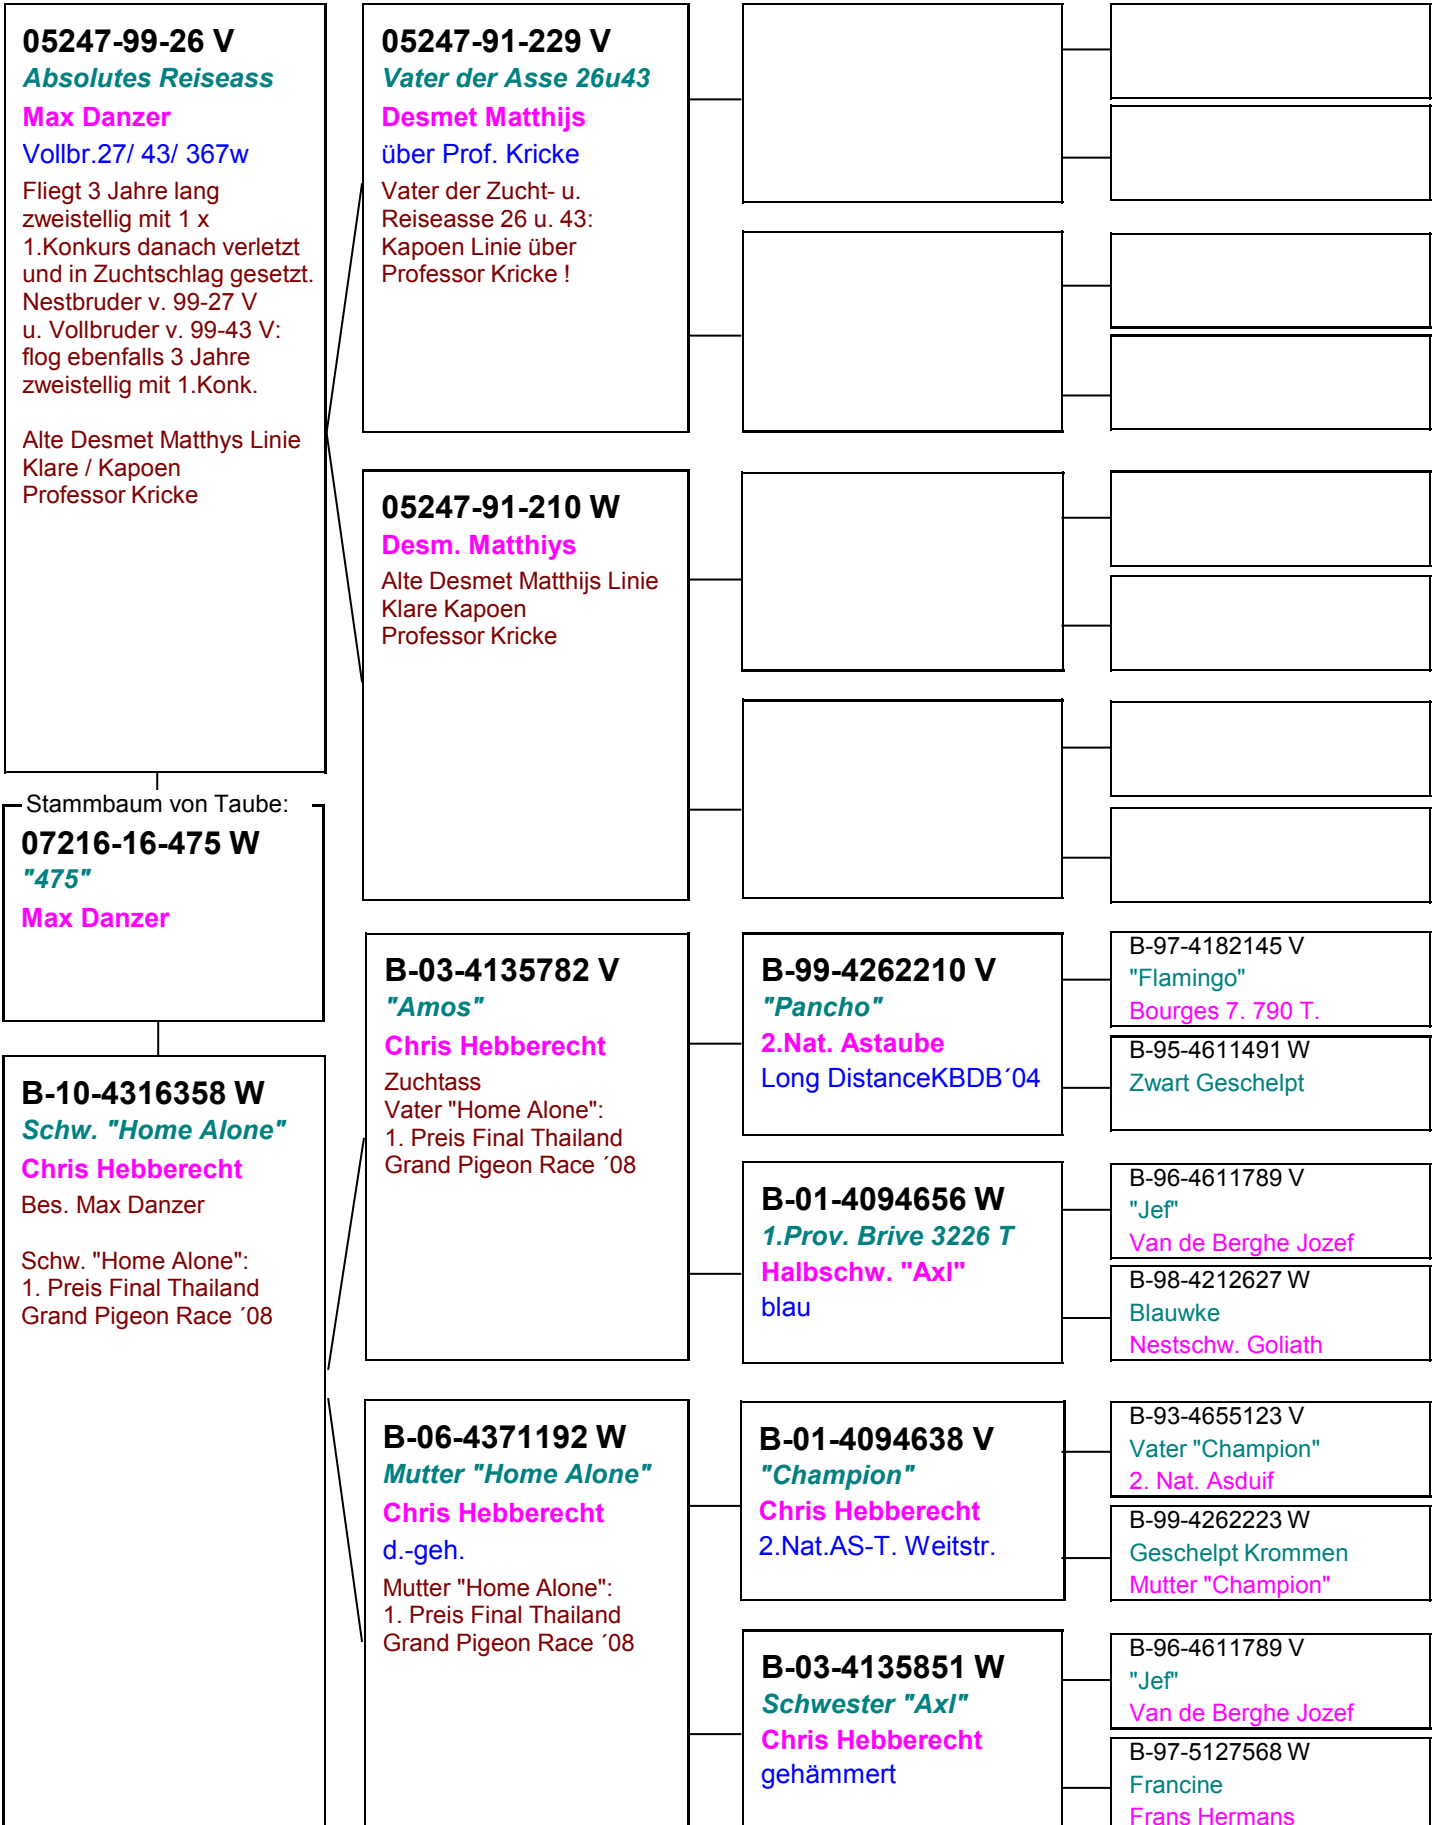 05247-99-26 V
Absolutes Reiseass
Max Danzer
Vollbr.27/ 43/ 367w
Fliegt 3 Jahre lang
zweistellig mit 1 x
1.Konkurs danach verletzt
und in Zuchtschlag gesetzt.
Nestbruder v. 99-27 V
u. Vollbruder v. 99-43 V:
flog ebenfalls 3 Jahre
zweistellig mit 1.Konk.
Alte Desmet Matthys Linie
Klare / Kapoen
Professor Kricke
05247-91-229 V
Vater der Asse 26u43
Desmet Matthijs
über Prof. Kricke
Vater der Zucht- u.
Reiseasse 26 u. 43:
Kapoen Linie über
Professor Kricke !
05247-91-210 W
Desm. Matthiys
Alte Desmet Matthijs Linie
Klare Kapoen
Professor Kricke
Stammbaum von Taube:
07216-16-475 W
"475"
Max Danzer
B-10-4316358 W
Schw. "Home Alone"
Chris Hebberecht
Bes. Max Danzer
Schw. "Home Alone":
1. Preis Final Thailand
Grand Pigeon Race ´08
B-03-4135782 V
"Amos"
Chris Hebberecht
Zuchtass
Vater "Home Alone":
1. Preis Final Thailand
Grand Pigeon Race ´08
B-06-4371192 W
Mutter "Home Alone"
Chris Hebberecht
d.-geh.
Mutter "Home Alone":
1. Preis Final Thailand
Grand Pigeon Race ´08
B-99-4262210 V
"Pancho"
2.Nat. Astaube
Long DistanceKBDB´04
B-01-4094656 W
1.Prov. Brive 3226 T
Halbschw. "Axl"
blau
B-01-4094638 V
"Champion"
Chris Hebberecht
2.Nat.AS-T. Weitstr.
B-03-4135851 W
Schwester "Axl"
Chris Hebberecht
gehämmert
B-97-4182145 V
"Flamingo"
Bourges 7. 790 T.
B-95-4611491 W
Zwart Geschelpt
B-96-4611789 V
"Jef"
Van de Berghe Jozef
B-98-4212627 W
Blauwke
Nestschw. Goliath
B-93-4655123 V
Vater "Champion"
2. Nat. Asduif
B-99-4262223 W
Geschelpt Krommen
Mutter "Champion"
B-96-4611789 V
"Jef"
Van de Berghe Jozef
B-97-5127568 W
Francine
Frans Hermans